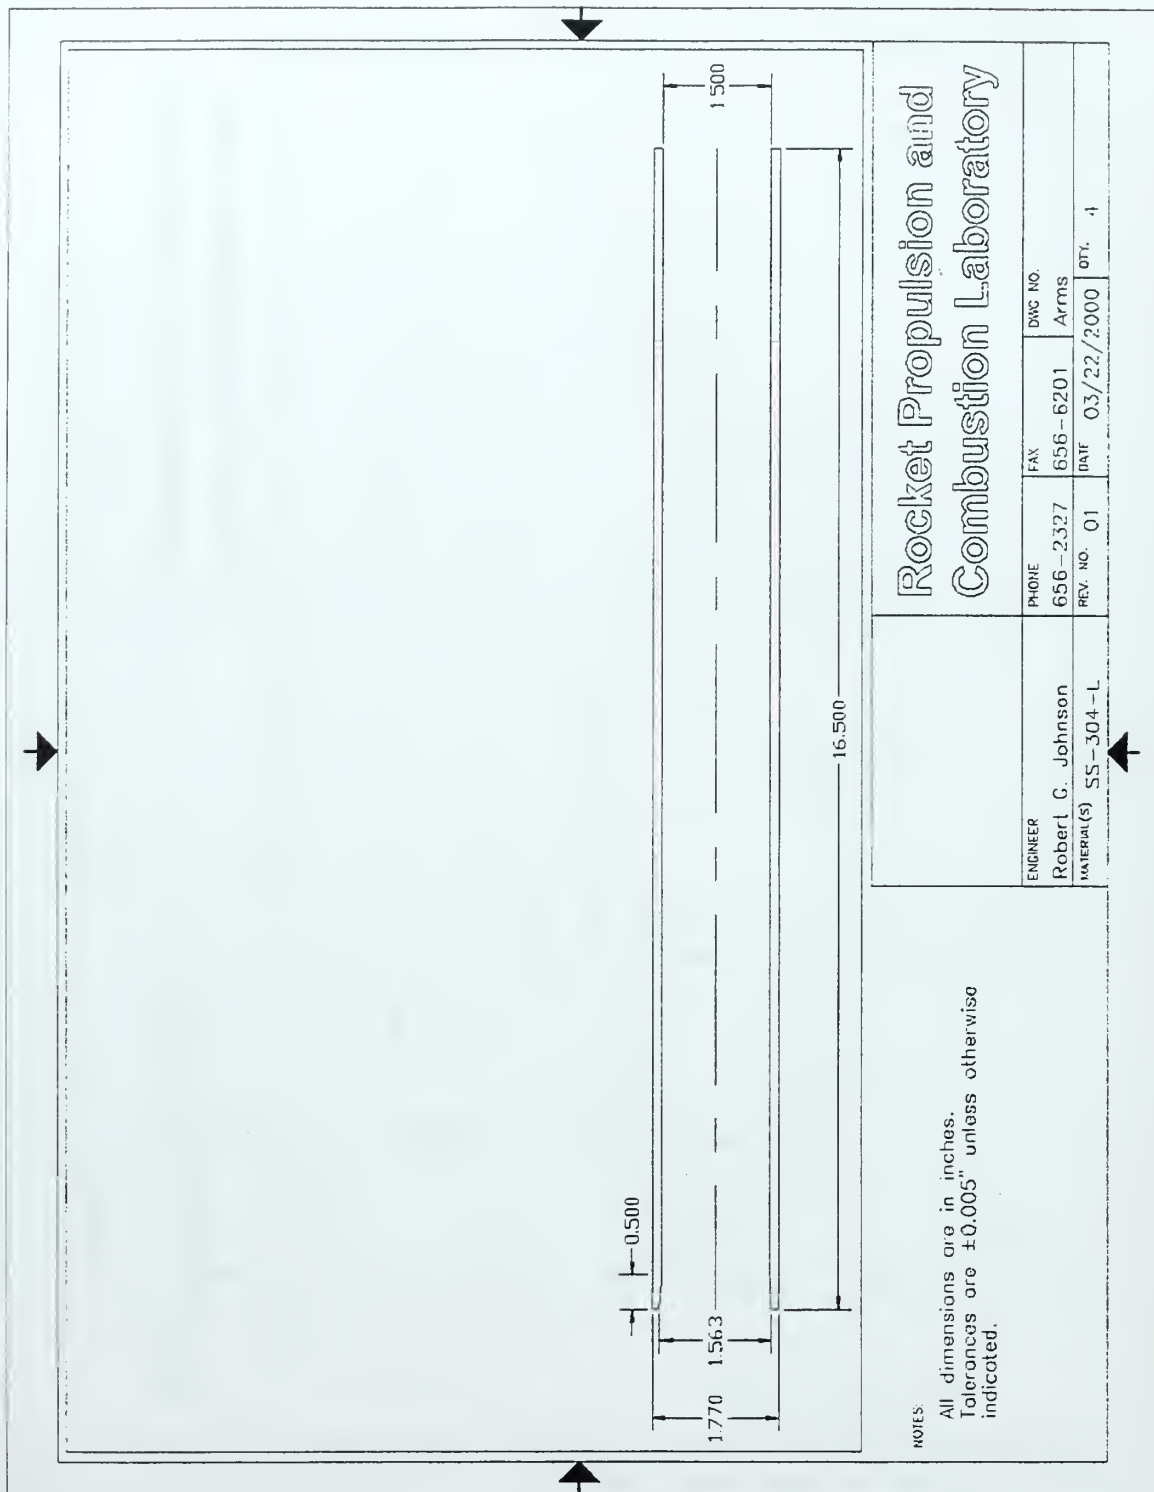 1.500
16.500
0.500
1.563
1.770
NOTES:
All dimensions are in inches.
Tolerances are ±0.005" unless otherwise
indicated.
Rocket Propulsion and
Combustion Laboratory
ENGINEER
Robert G. Johnson
PHONE
656-2327
FAX
656-6201
DWG NO.
Arms
MATERIAL(S) SS-304-L
REV. NO. 01
DATE 03/22/2000
QTY. 4